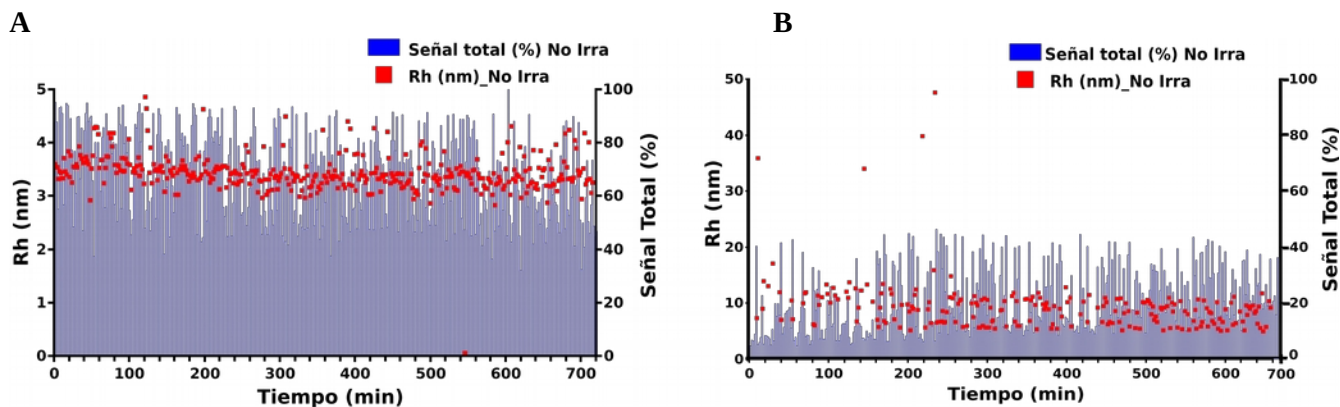 A
Señal total (%) No Irra
Rh (nm)_No Irra
5
4
3
2
1
0
Rh (nm)
100
80
60
40
20
0
Señal Total (%)
0 100 200 300 400 500 600 700
Tiempo (min)
B
Señal total (%) No Irra
Rh (nm)_No Irra
50
40
30
20
10
0
Rh (nm)
100
80
60
40
20
0
Señal Total (%)
0 100 200 300 400 500 600 700
Tiempo (min)